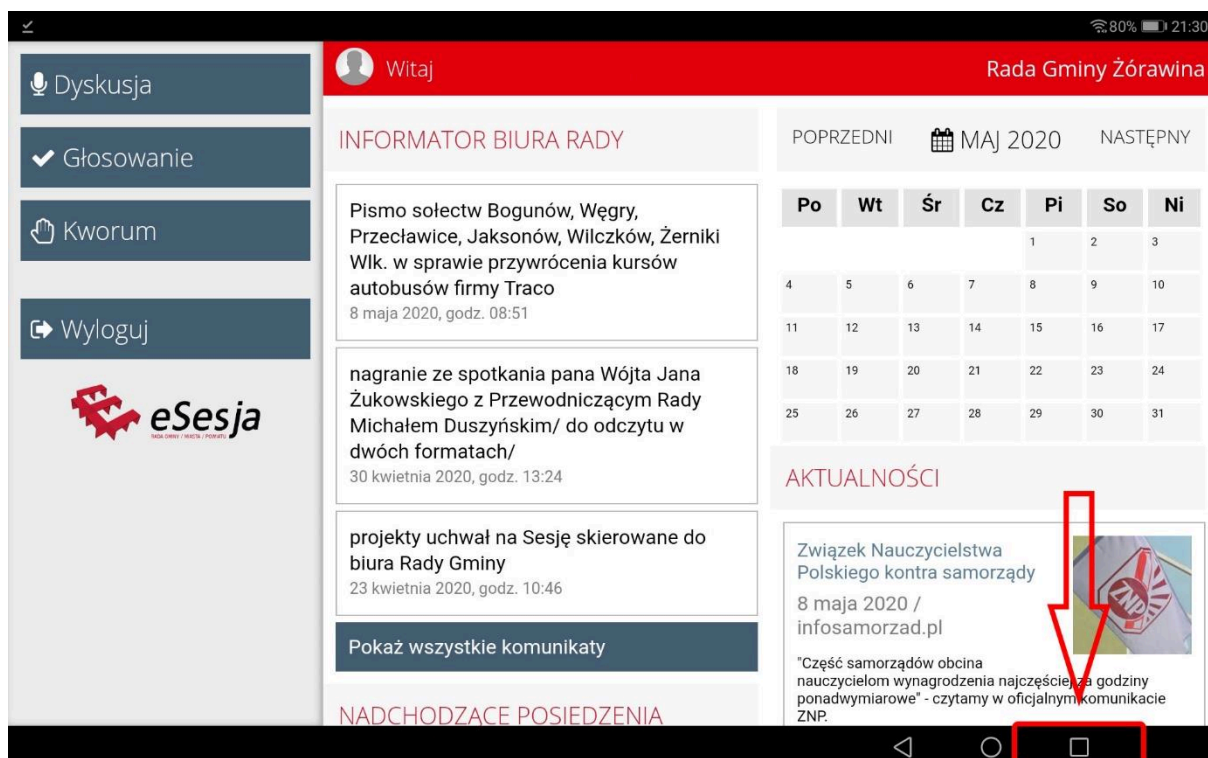 80% 21:30
Dyskusja
Głosowanie
Kworum
Wyloguj
eSesja
Witaj
Rada Gminy Żórawina
INFORMATOR BIURA RADY
Pismo sołectw Bogunów, Węgry,
Przecławice, Jaksonów, Wilczków, Żerniki
Wlk. w sprawie przywrócenia kursów
autobusów firmy Traco
8 maja 2020, godz. 08:51
nagranie ze spotkania pana Wójta Jana
Żukowskiego z Przewodniczącym Rady
Michałem Duszyńskim/ do odczytu w
dwóch formatach/
30 kwietnia 2020, godz. 13:24
projekty uchwał na Sesję skierowane do
biura Rady Gminy
23 kwietnia 2020, godz. 10:46
Pokaż wszystkie komunikaty
NADCHODZĄCE POSIEDZENIA
POPRZEDNI MAJ 2020 NASTĘPNY
Po Wt Śr Cz Pi So Ni
1 2 3
4 5 6 7 8 9 10
11 12 13 14 15 16 17
18 19 20 21 22 23 24
25 26 27 28 29 30 31
AKTUALNOŚCI
Związek Nauczycielstwa
Polskiego kontra samorządy
8 maja 2020 /
infosamorzad.pl
ZNP
"Część samorządów obcina
nauczycielom wynagrodzenia najczęściej za godziny
ponadwymiarowe" - czytamy w oficjalnym komunikacie
ZNP.